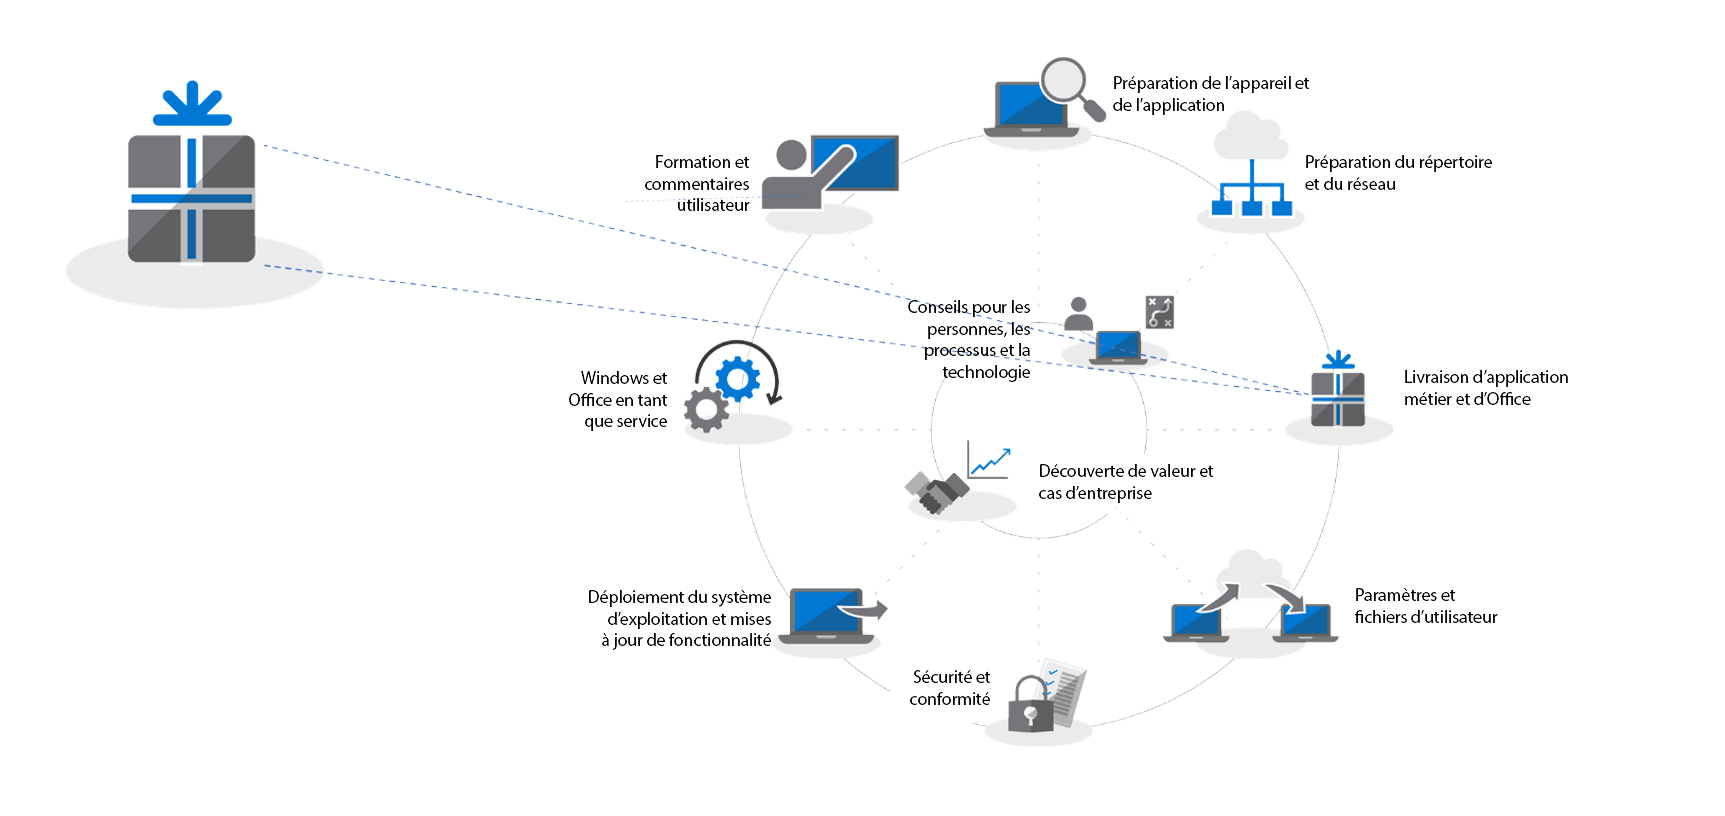 Préparation de l’appareil et
de l’application
Formation et
commentaires
utilisateur
Préparation du répertoire
et du réseau
Conseils pour les
personnes, les
processus et la
technologie
Windows et
Office en tant
que service
Livraison d’application
métier et d’Office
Découverte de valeur et
cas d’entreprise
Déploiement du système
d’exploitation et mises
à jour de fonctionnalité
Paramètres et
fichiers d’utilisateur
Sécurité et
conformité